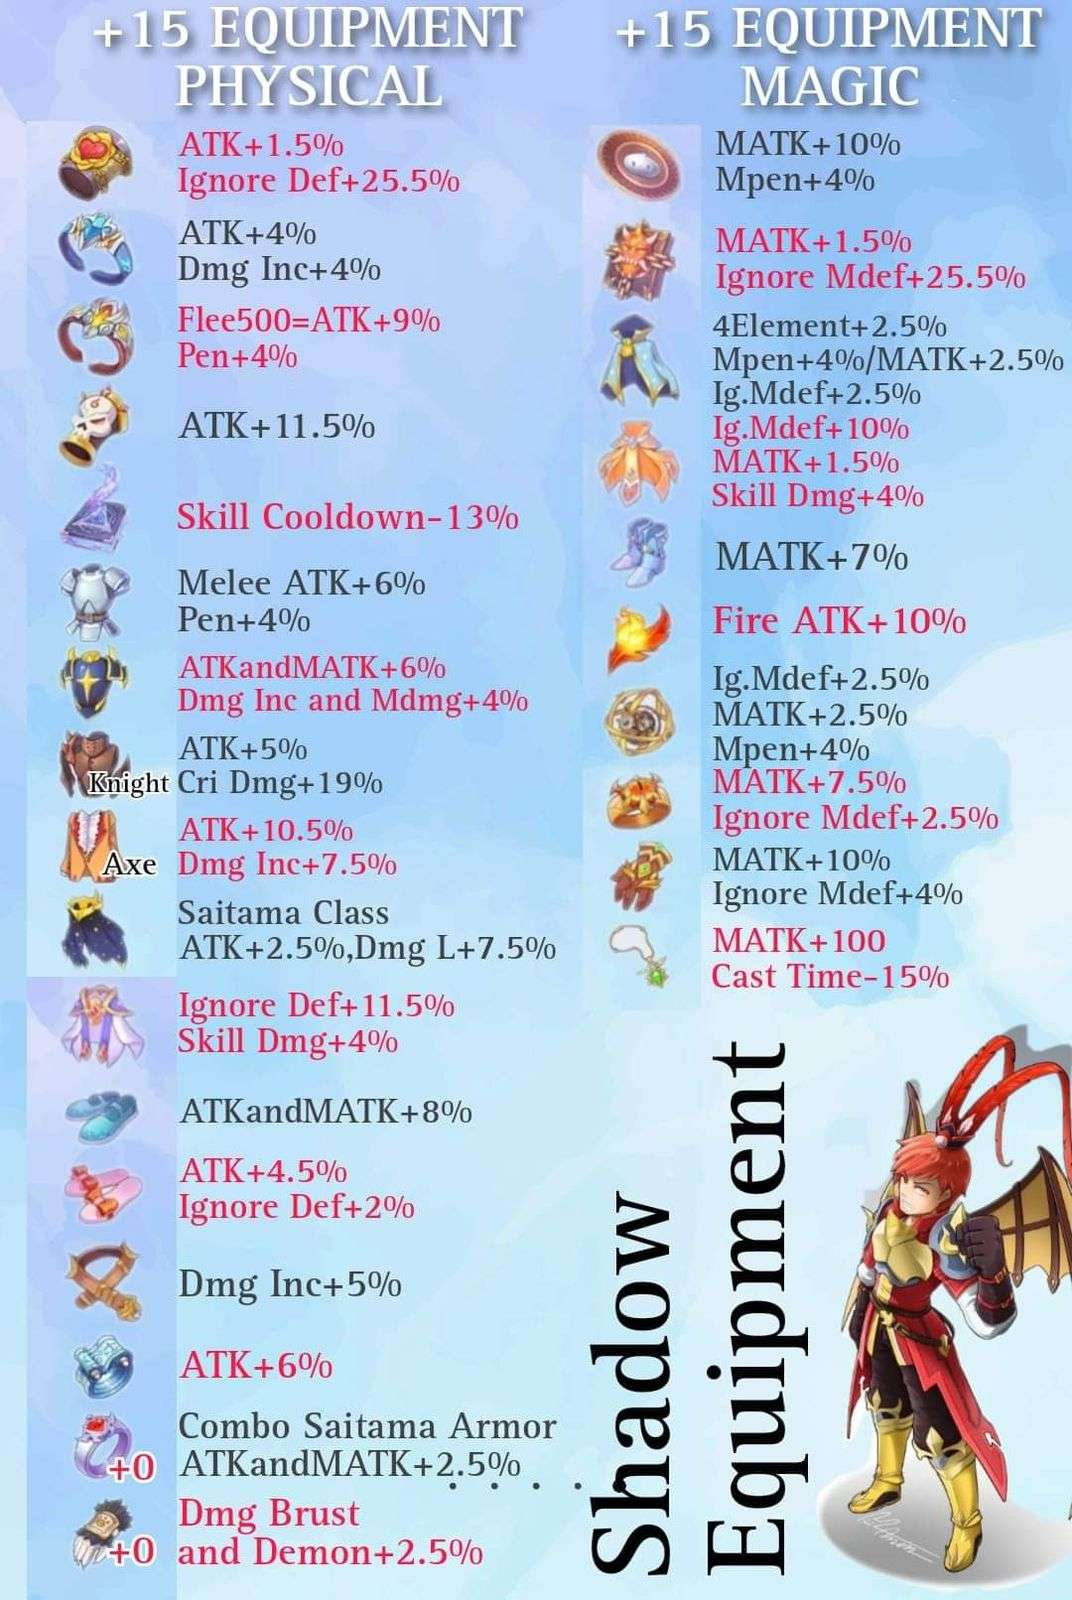 +15 EQUIPMENT
PHYSICAL
ATK+1.5%
Ignore Def+25.5%
ATK+4%
Dmg Inc+4%
Flee500=ATK+9%
Pen+4%
ATK+11.5%
Skill Cooldown-13%
Melee ATK+6%
Pen+4%
ATKandMATK+6%
Dmg Inc and Mdmg+4%
ATK+5%
Knight Cri Dmg+19%
ATK+10.5%
Axe Dmg Inc+7.5%
Saitama Class
ATK+2.5%,Dmg L+7.5%
Ignore Def+11.5%
Skill Dmg+4%
ATKandMATK+8%
ATK+4.5%
Ignore Def+2%
Dmg Inc+5%
ATK+6%
Combo Saitama Armor
+0 ATKandMATK+2.5%
Dmg Brust
+0 and Demon+2.5%
+15 EQUIPMENT
MAGIC
MATK+10%
Mpen+4%
MATK+1.5%
Ignore Mdef+25.5%
4Element+2.5%
Mpen+4%/MATK+2.5%
Ig.Mdef+2.5%
Ig.Mdef+10%
MATK+1.5%
Skill Dmg+4%
MATK+7%
Fire ATK+10%
Ig.Mdef+2.5%
MATK+2.5%
Mpen+4%
MATK+7.5%
Ignore Mdef+2.5%
MATK+10%
Ignore Mdef+4%
MATK+100
Cast Time-15%
Shadow
Equipment